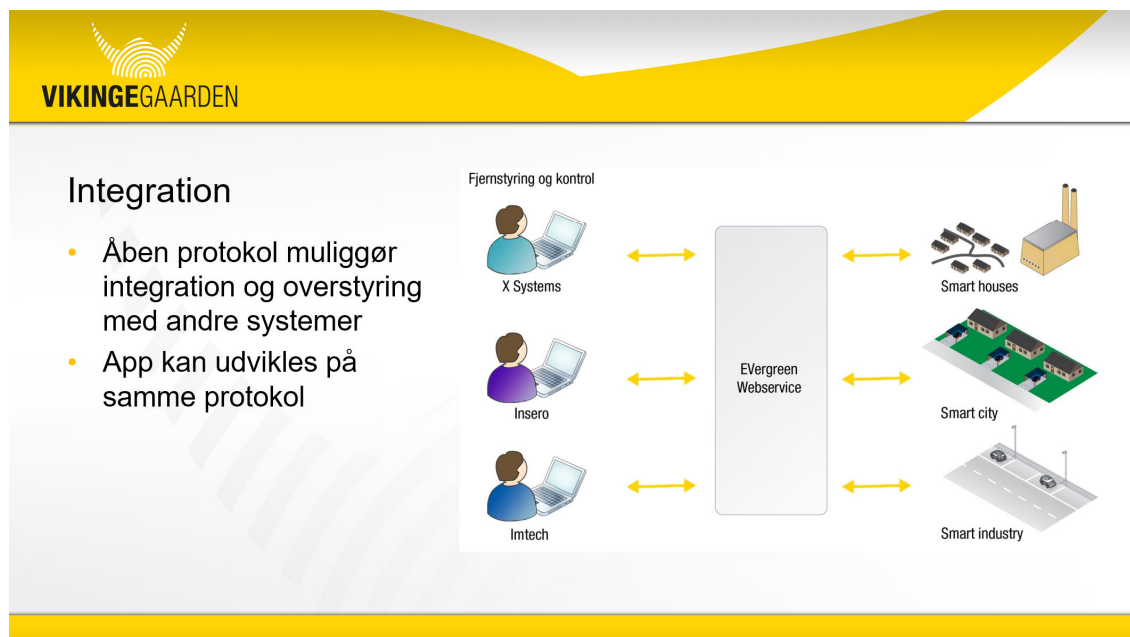 VIKINGEGAARDEN
Integration
• Åben protokol muliggør
integration og overstyring
med andre systemer
• App kan udvikles på
samme protokol
Fjernstyring og kontrol
X Systems
Insero
Imtech
EVergreen
Webservice
Smart houses
Smart city
Smart industry